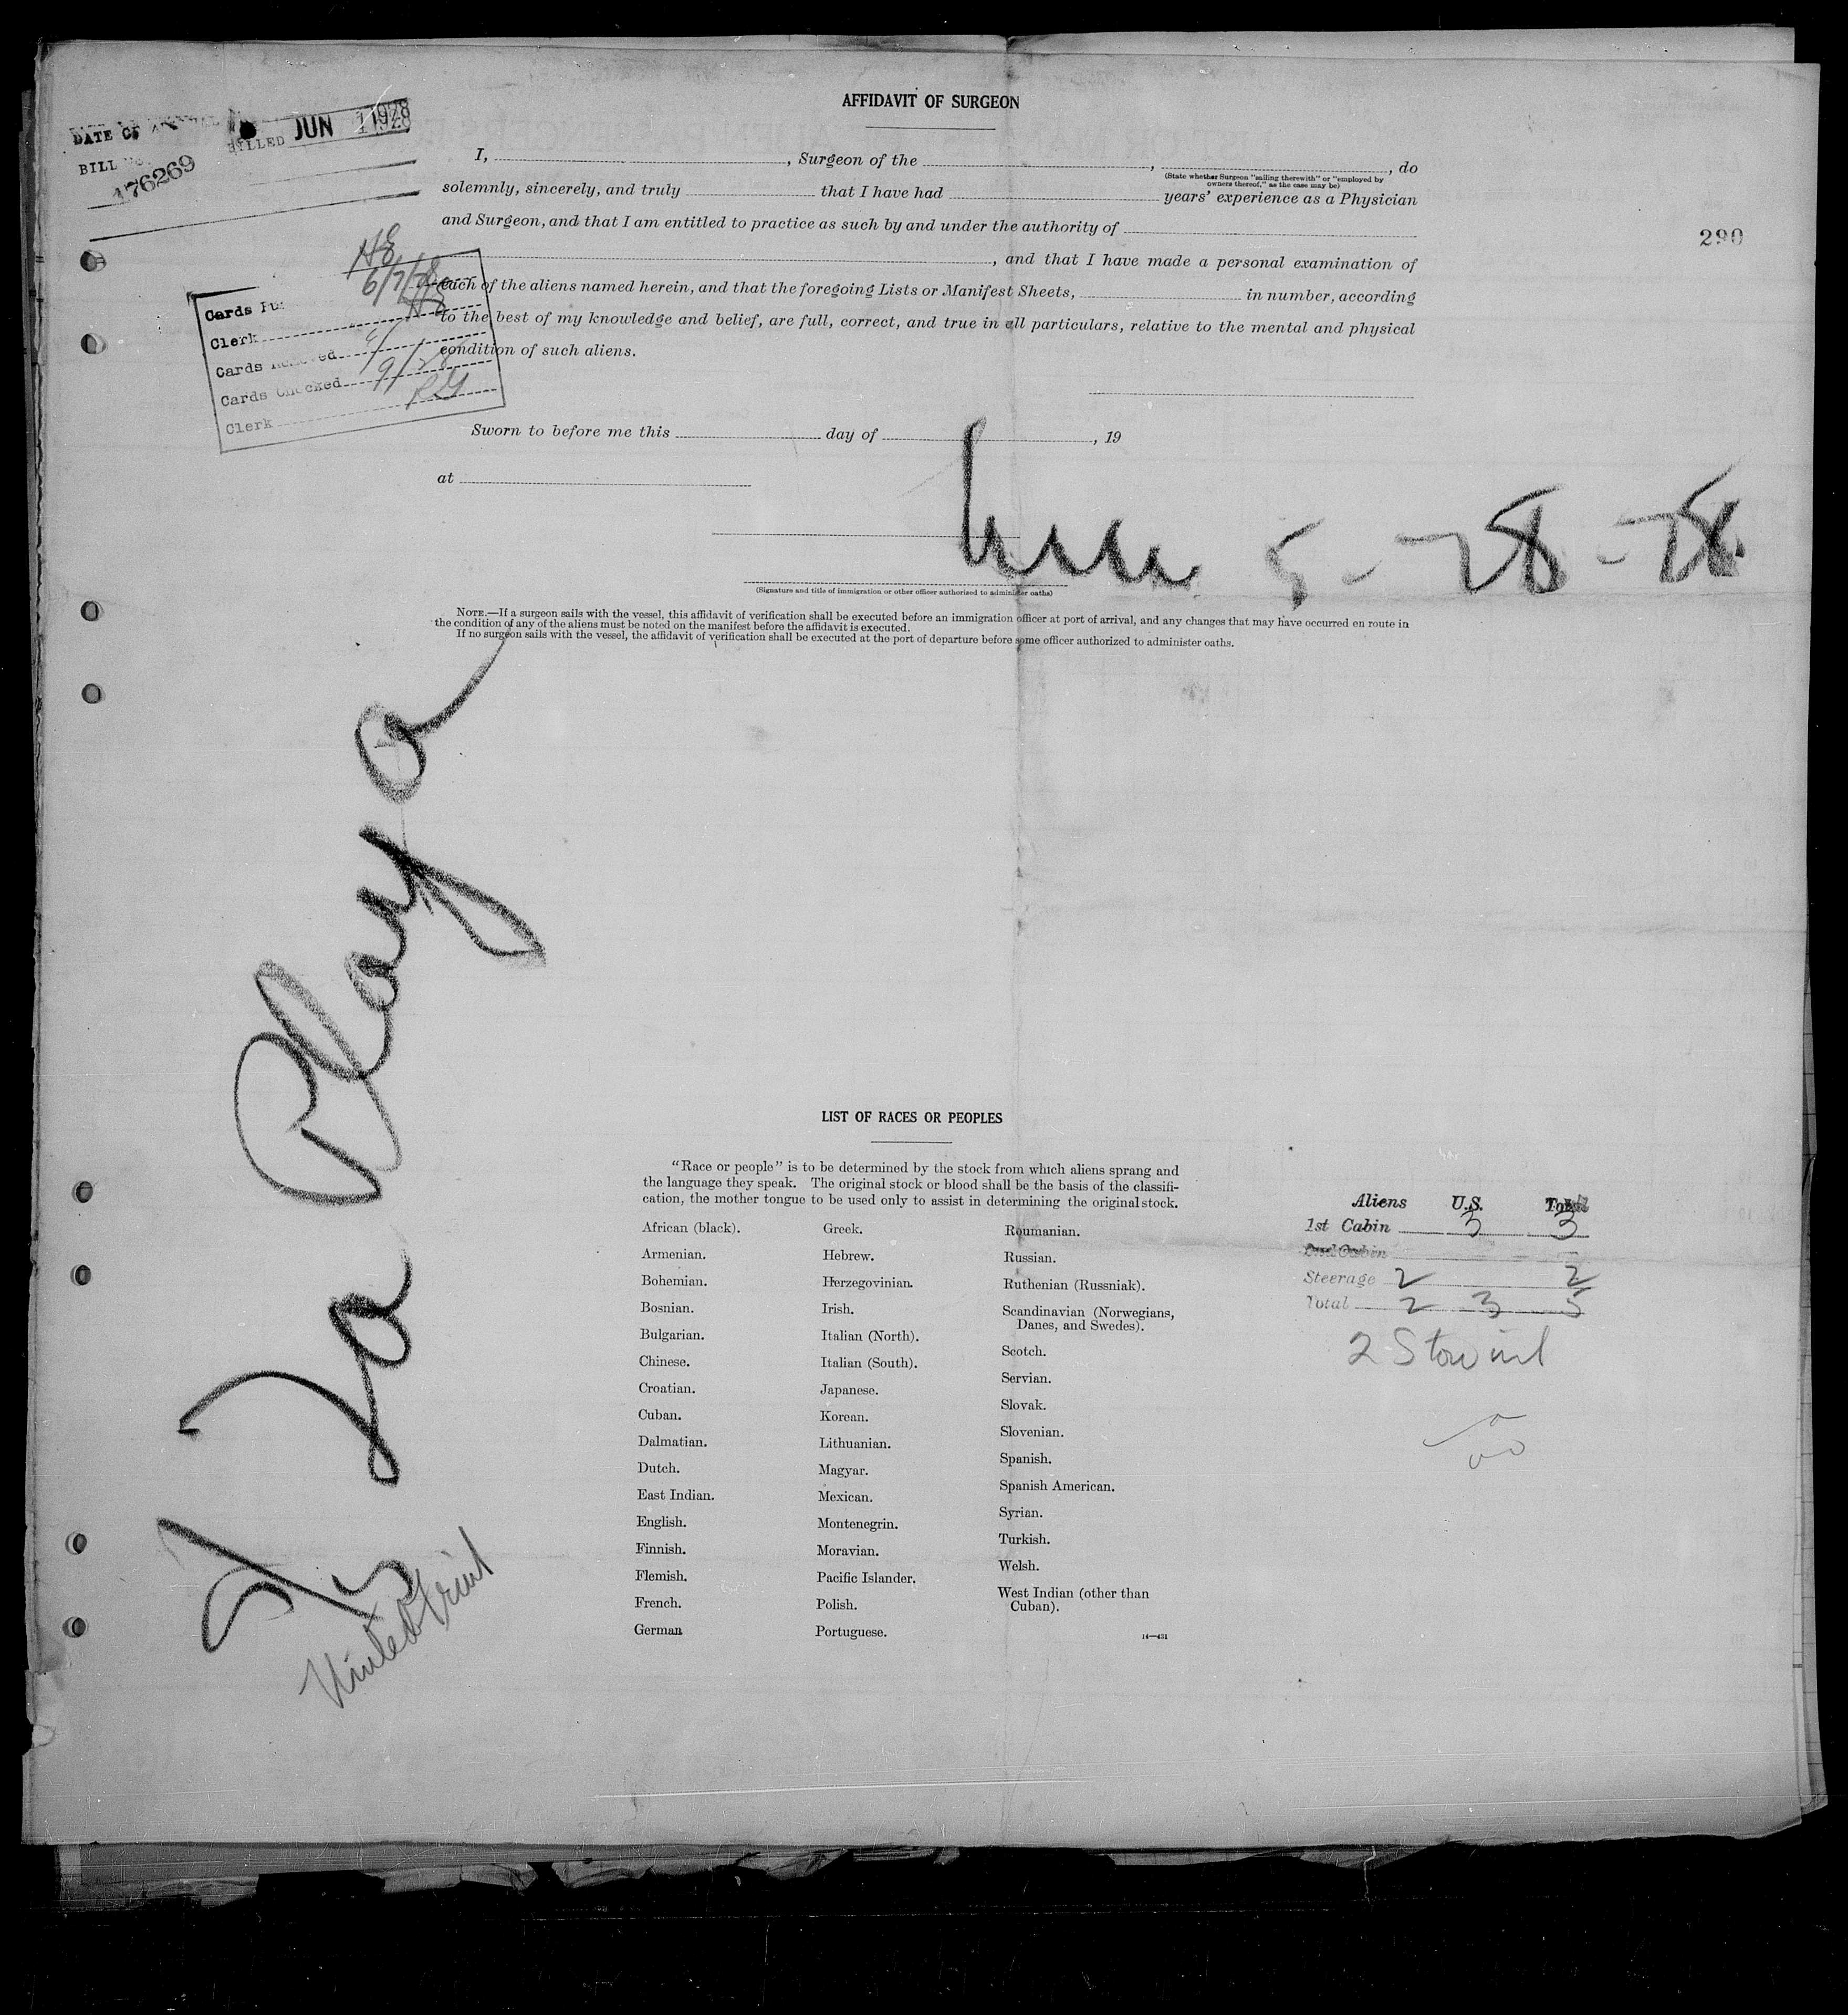 AFFIDAVIT OF SURGEON
DATE OF
BILLED JUN 1 1928
BILL No.
176269
I, , Surgeon of the , , do
(State whether Surgeon "sailing therewith" or "employed by
owners thereof," as the case may be)
solemnly, sincerely, and truly that I have had years' experience as a Physician
and Surgeon, and that I am entitled to practice as such by and under the authority of
290
, and that I have made a personal examination of
each of the aliens named herein, and that the foregoing Lists or Manifest Sheets, in number, according
to the best of my knowledge and belief, are full, correct, and true in all particulars, relative to the mental and physical
condition of such aliens.
Cards
Clerk
Cards
Cards Checked
Clerk
Sworn to before me this day of , 19
at
5-28-28
(Signature and title of immigration or other officer authorized to administer oaths)
NOTE.—If a surgeon sails with the vessel, this affidavit of verification shall be executed before an immigration officer at port of arrival, and any changes that may have occurred en route in
the condition of any of the aliens must be noted on the manifest before the affidavit is executed.
If no surgeon sails with the vessel, the affidavit of verification shall be executed at the port of departure before some officer authorized to administer oaths.
La Playa
United Fruit
LIST OF RACES OR PEOPLES
"Race or people" is to be determined by the stock from which aliens sprang and
the language they speak. The original stock or blood shall be the basis of the classifi-
cation, the mother tongue to be used only to assist in determining the original stock.
African (black).
Armenian.
Bohemian.
Bosnian.
Bulgarian.
Chinese.
Croatian.
Cuban.
Dalmatian.
Dutch.
East Indian.
English.
Finnish.
Flemish.
French.
German
Greek.
Hebrew.
Herzegovinian.
Irish.
Italian (North).
Italian (South).
Japanese.
Korean.
Lithuanian.
Magyar.
Mexican.
Montenegrin.
Moravian.
Pacific Islander.
Polish.
Portuguese.
Roumanian.
Russian.
Ruthenian (Russniak).
Scandinavian (Norwegians,
Danes, and Swedes).
Scotch.
Servian.
Slovak.
Slovenian.
Spanish.
Spanish American.
Syrian.
Turkish.
Welsh.
West Indian (other than
Cuban).
14—431
Aliens U.S. Total
1st Cabin 3 3
2nd Cabin
Steerage 2 2
Total 2 3 5
2